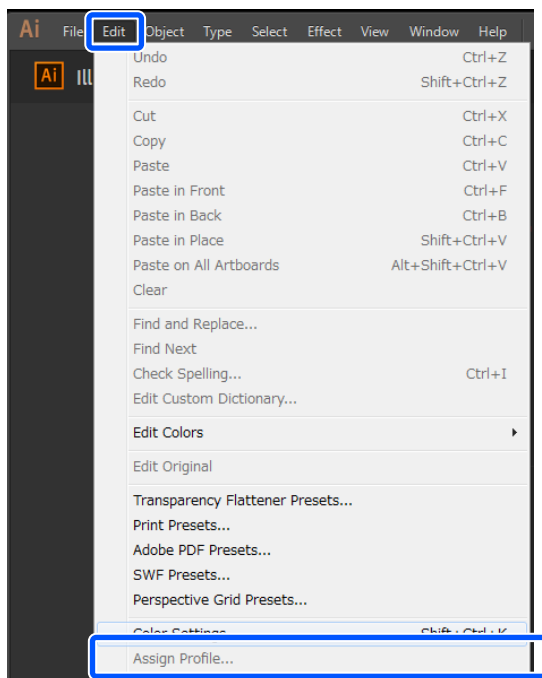 Ai File Edit Object Type Select Effect View Window Help
Ai Ill
Undo Ctrl+Z
Redo Shift+Ctrl+Z
Cut Ctrl+X
Copy Ctrl+C
Paste Ctrl+V
Paste in Front Ctrl+F
Paste in Back Ctrl+B
Paste in Place Shift+Ctrl+V
Paste on All Artboards Alt+Shift+Ctrl+V
Clear
Find and Replace...
Find Next
Check Spelling... Ctrl+I
Edit Custom Dictionary...
Edit Colors
Edit Original
Transparency Flattener Presets...
Print Presets...
Adobe PDF Presets...
SWF Presets...
Perspective Grid Presets...
Color Settings... Shift+Ctrl+K
Assign Profile...